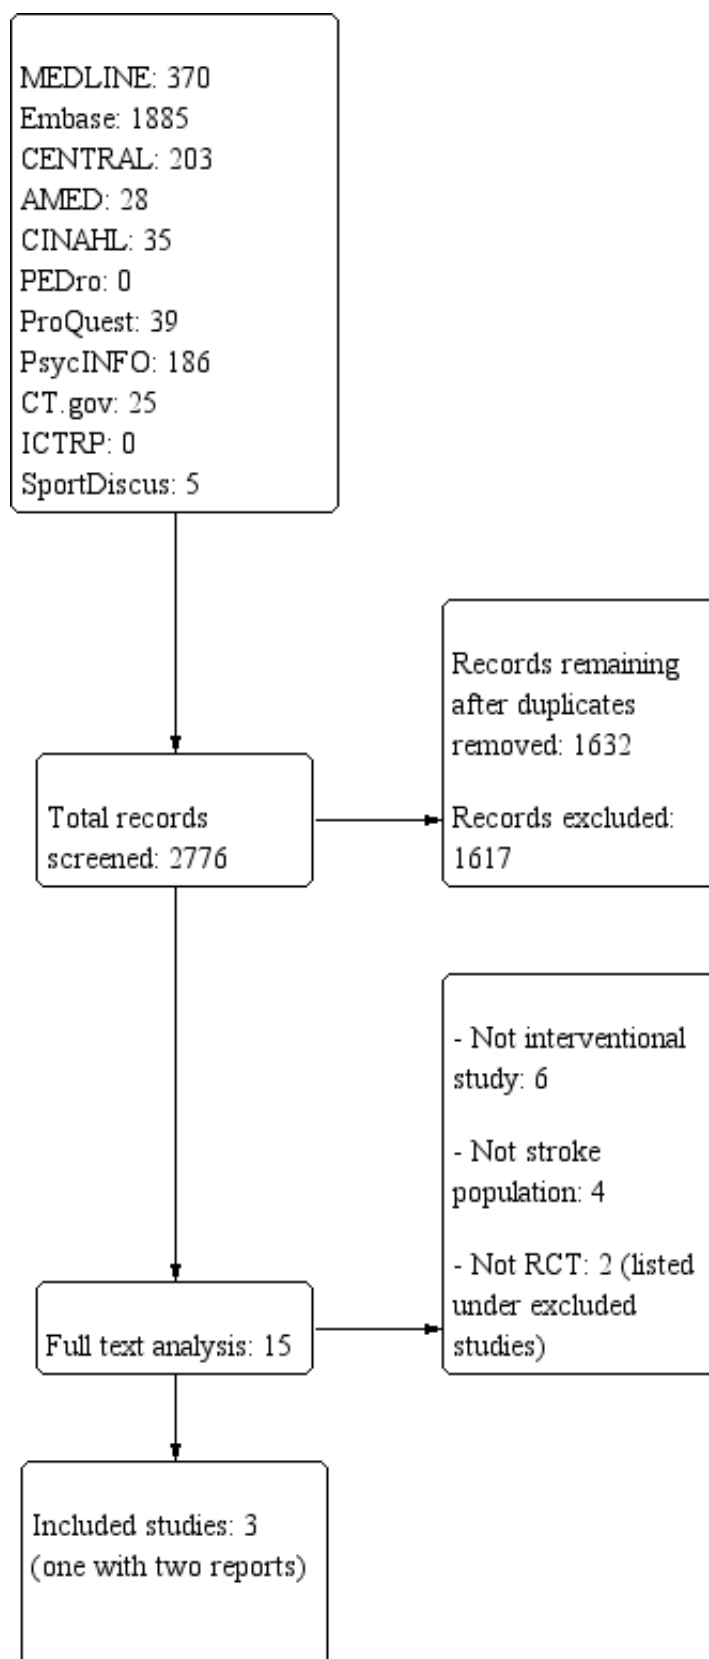 MEDLINE: 370
Embase: 1885
CENTRAL: 203
AMED: 28
CINAHL: 35
PEDro: 0
ProQuest: 39
PsycINFO: 186
CT.gov: 25
ICTRP: 0
SportDiscus: 5
Records remaining
after duplicates
removed: 1632
Records excluded:
1617
Total records
screened: 2776
- Not interventional
study: 6
- Not stroke
population: 4
- Not RCT: 2 (listed
under excluded
studies)
Full text analysis: 15
Included studies: 3
(one with two reports)